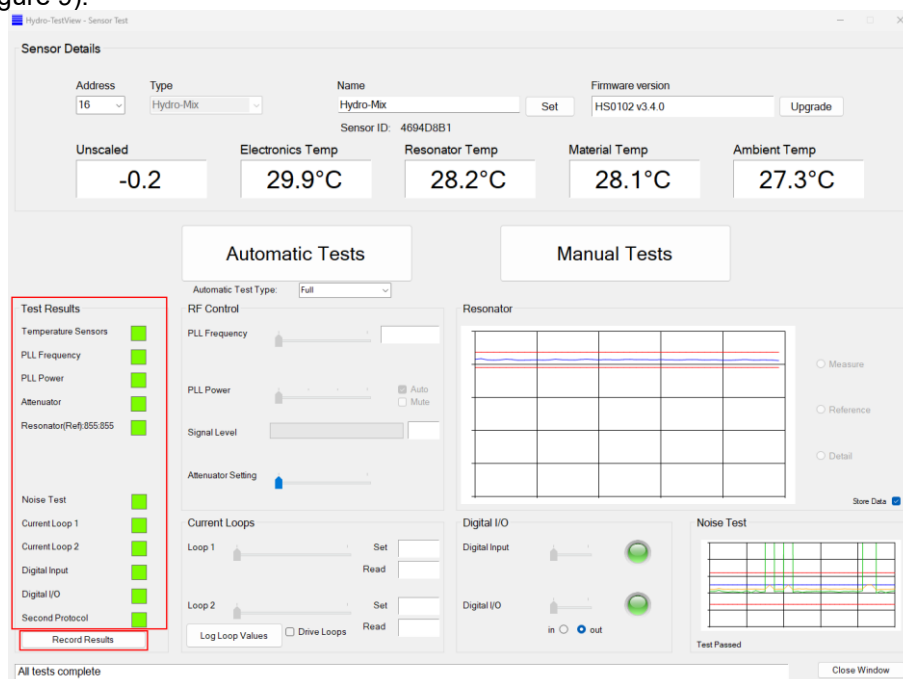 gure 9).
Hydro-TestView - Sensor Test
Sensor Details
Address Type Name Firmware version
16 Hydro-Mix Hydro-Mix Set HS0102 v3.4.0 Upgrade
Sensor ID: 4694D8B1
Unscaled Electronics Temp Resonator Temp Material Temp Ambient Temp
-0.2 29.9°C 28.2°C 28.1°C 27.3°C
Automatic Tests Manual Tests
Automatic Test Type: Full
Test Results
Temperature Sensors
PLL Frequency
PLL Power
Attenuator
Resonator(Ref):855:855
Noise Test
Current Loop 1
Current Loop 2
Digital Input
Digital I/O
Second Protocol
Record Results
RF Control
PLL Frequency
PLL Power Auto
Mute
Signal Level
Attenuator Setting
Resonator
Measure
Reference
Detail
Store Data
Current Loops
Loop 1 Set
Read
Loop 2 Set
Read
Log Loop Values Drive Loops
Digital I/O
Digital Input
Digital I/O
in out
Noise Test
Test Passed
All tests complete Close Window